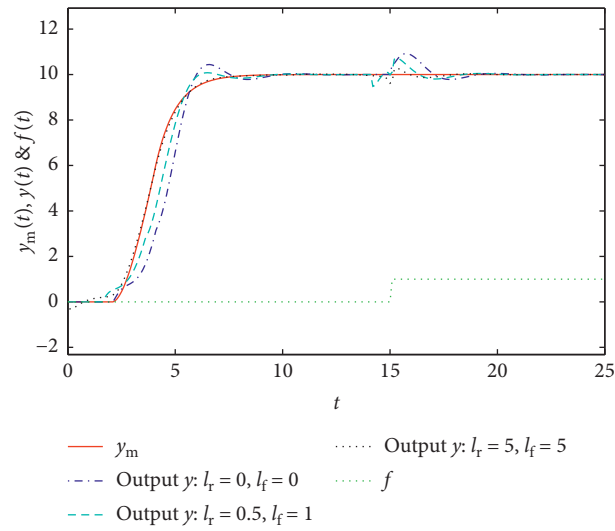 12
10
8
6
4
2
0
−2
y_m(t), y(t) & f(t)
0 5 10 15 20 25
t
y_m
Output y: l_r = 0, l_f = 0
Output y: l_r = 0.5, l_f = 1
Output y: l_r = 5, l_f = 5
f